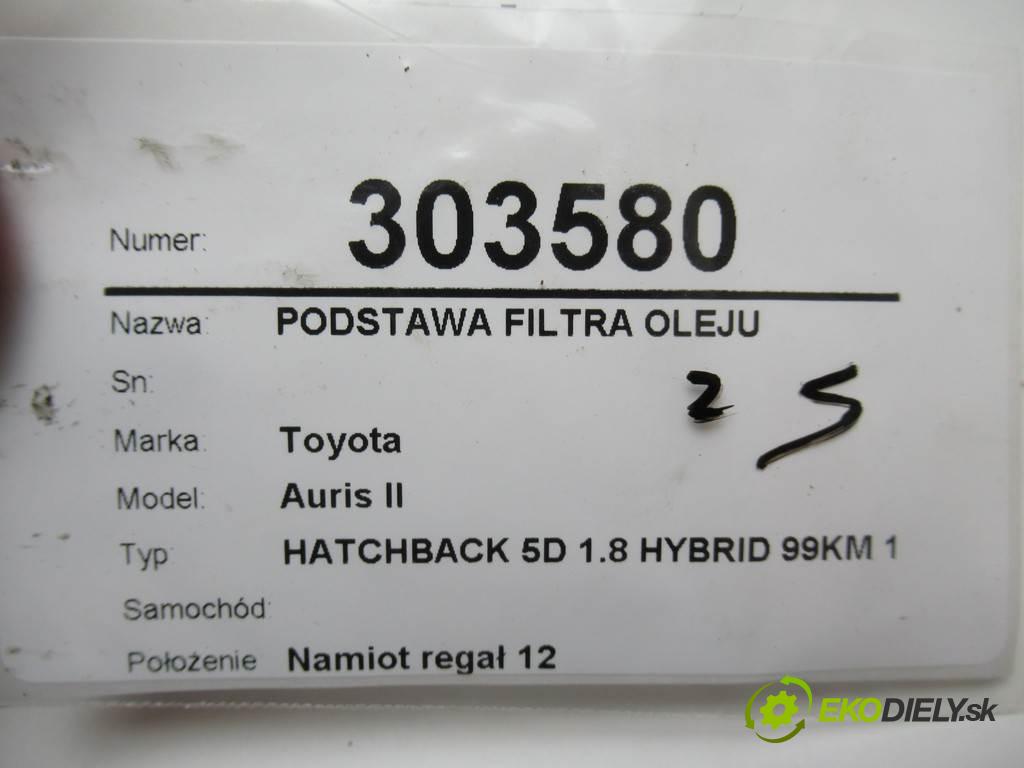 Numer: 303580
Nazwa: PODSTAWA FILTRA OLEJU
Sn:
2 5
Marka: Toyota
Model: Auris II
Typ HATCHBACK 5D 1.8 HYBRID 99KM 1
Samochód:
Położenie Namiot regał 12
EKODIELY.sk